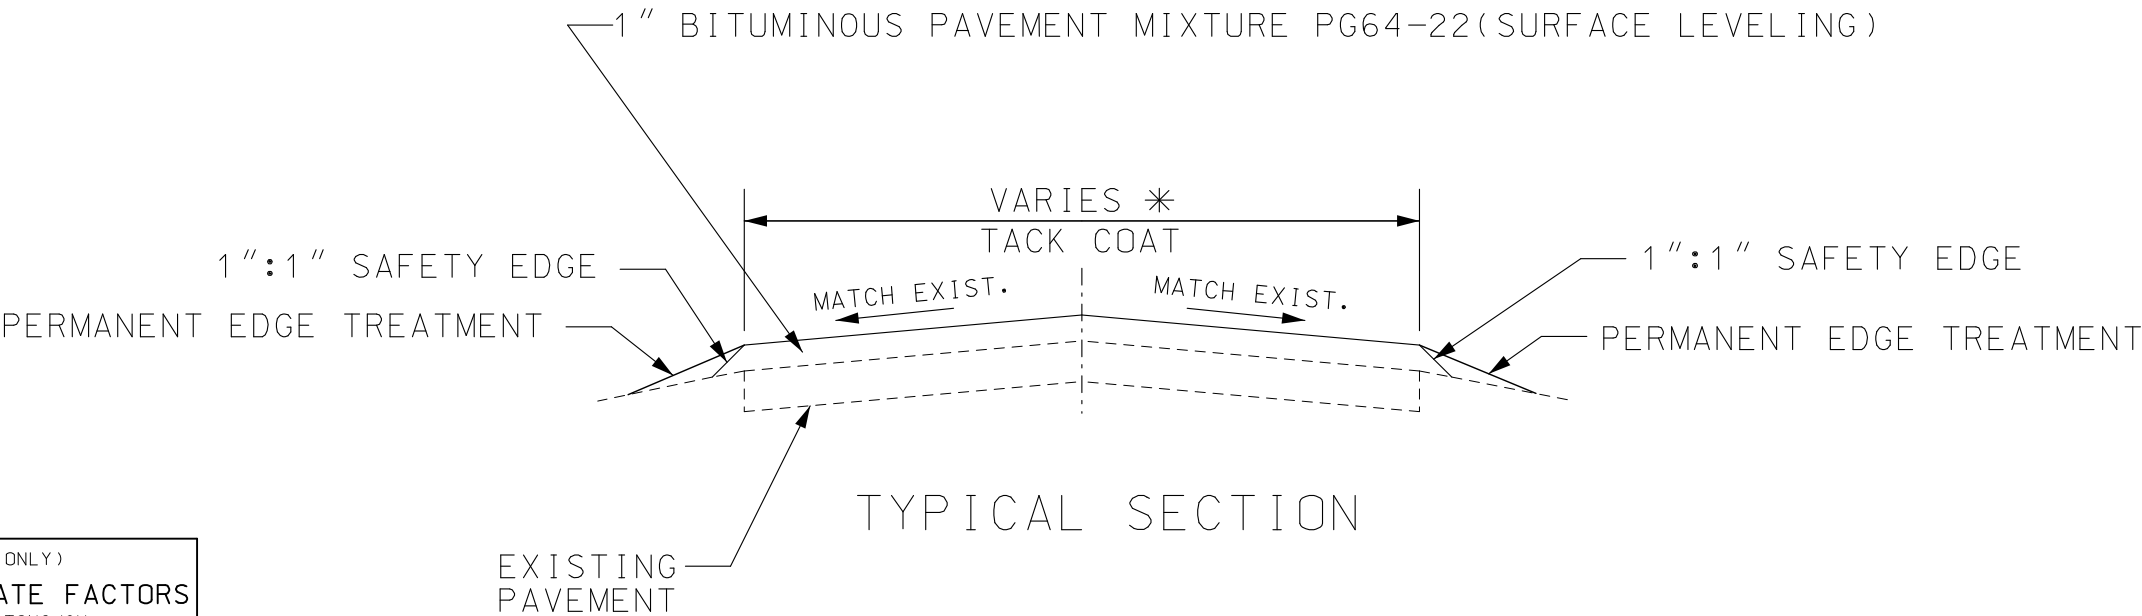 1" BITUMINOUS PAVEMENT MIXTURE PG64-22(SURFACE LEVELING)
VARIES *
TACK COAT
1":1" SAFETY EDGE
1":1" SAFETY EDGE
MATCH EXIST.
MATCH EXIST.
PERMANENT EDGE TREATMENT
PERMANENT EDGE TREATMENT
TYPICAL SECTION
EXISTING
PAVEMENT
ONLY)
FACTORS